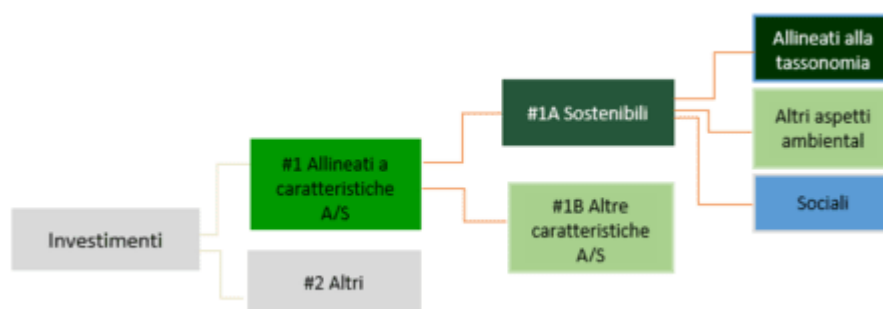 Investimenti
#1 Allineati a
caratteristiche
A/S
#2 Altri
#1A Sostenibili
#1B Altre
caratteristiche
A/S
Allineati alla
tassonomia
Altri aspetti
ambiental
Sociali